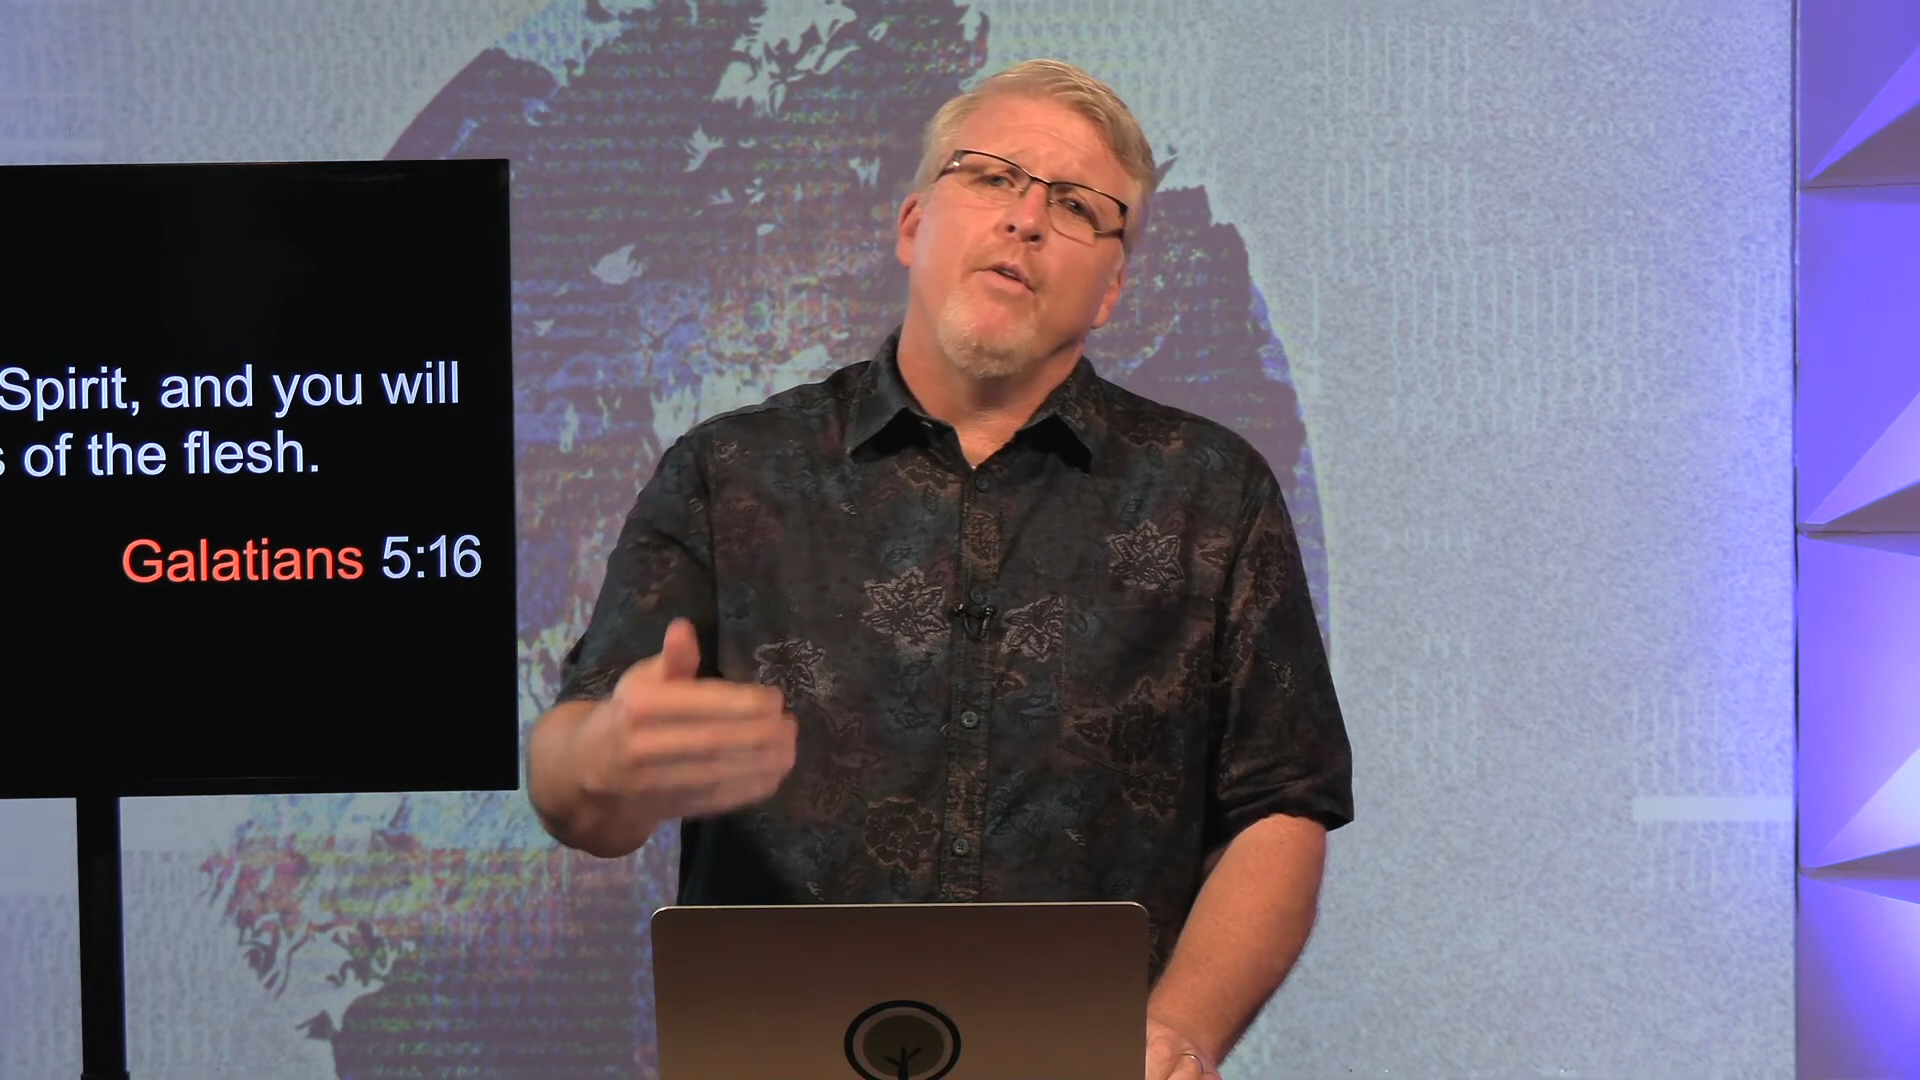 Spirit, and you will
of the flesh.
Galatians 5:16